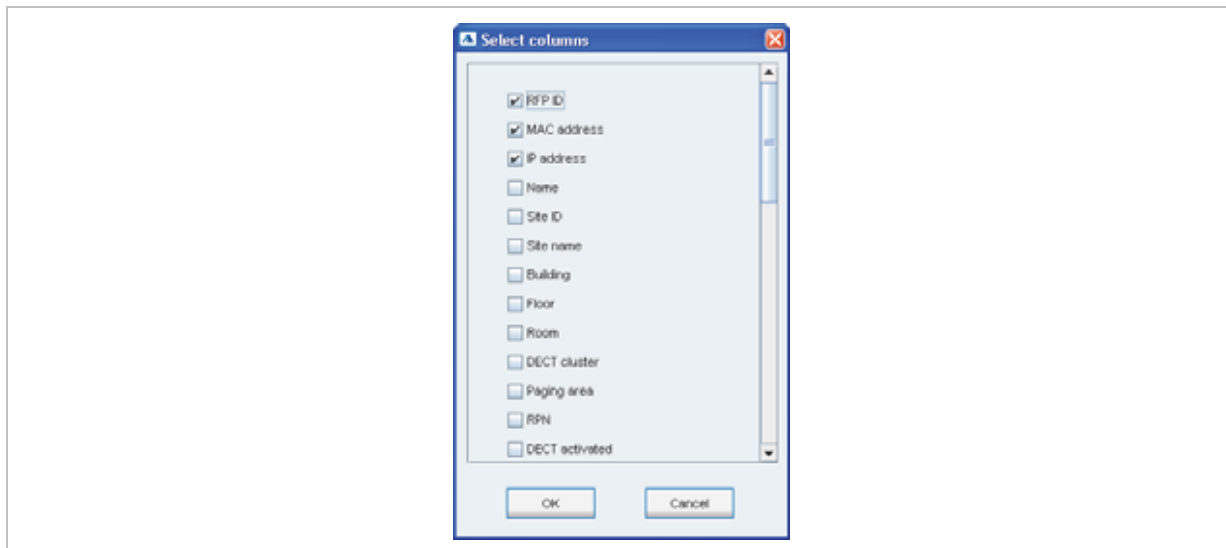 Select columns
RFP ID
MAC address
IP address
Name
Site ID
Site name
Building
Floor
Room
DECT cluster
Paging area
RPN
DECT activated
OK
Cancel